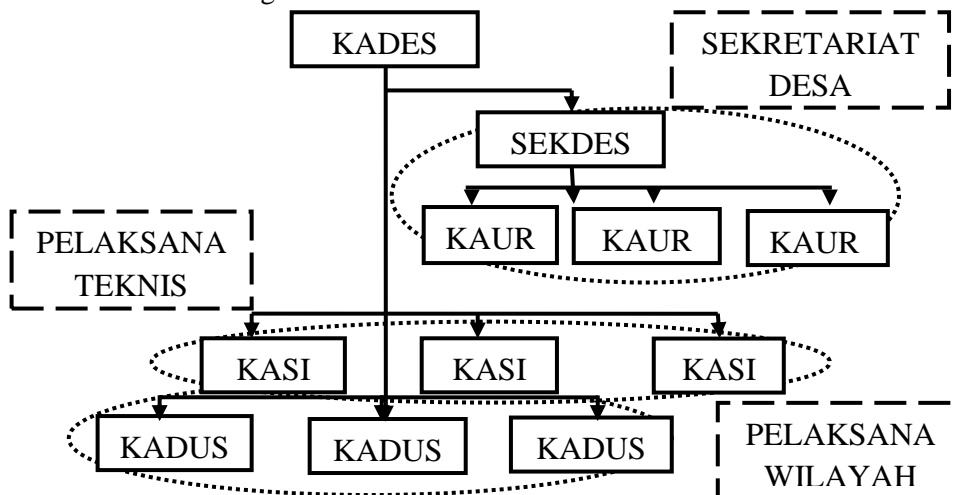 KADES
SEKRETARIAT
DESA
SEKDES
KAUR
KAUR
KAUR
PELAKSANA
TEKNIS
KASI
KASI
KASI
KADUS
KADUS
KADUS
PELAKSANA
WILAYAH